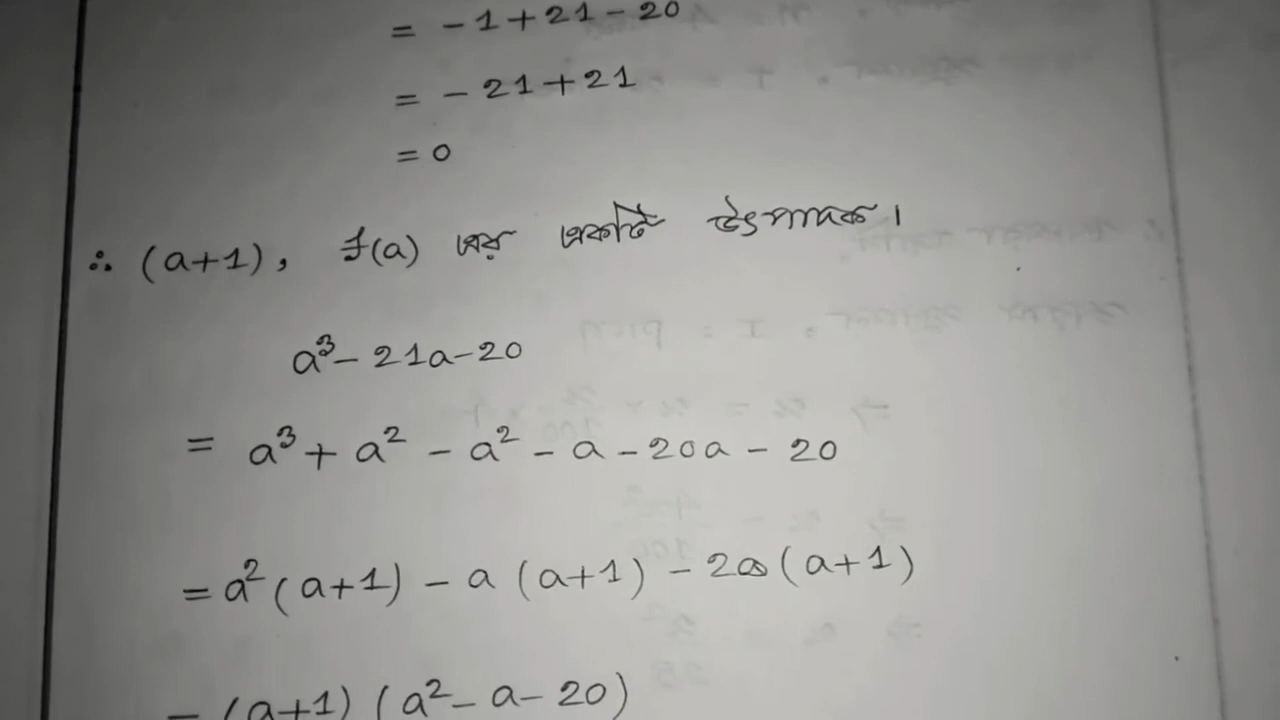 = -1+21-20
= -21+21
= 0
∴ (a+1), f(a) এর একটি উৎপাদক।
a³-21a-20
= a³+a²-a²-a-20a-20
= a²(a+1)-a(a+1)-20(a+1)
= (a+1)(a²-a-20)